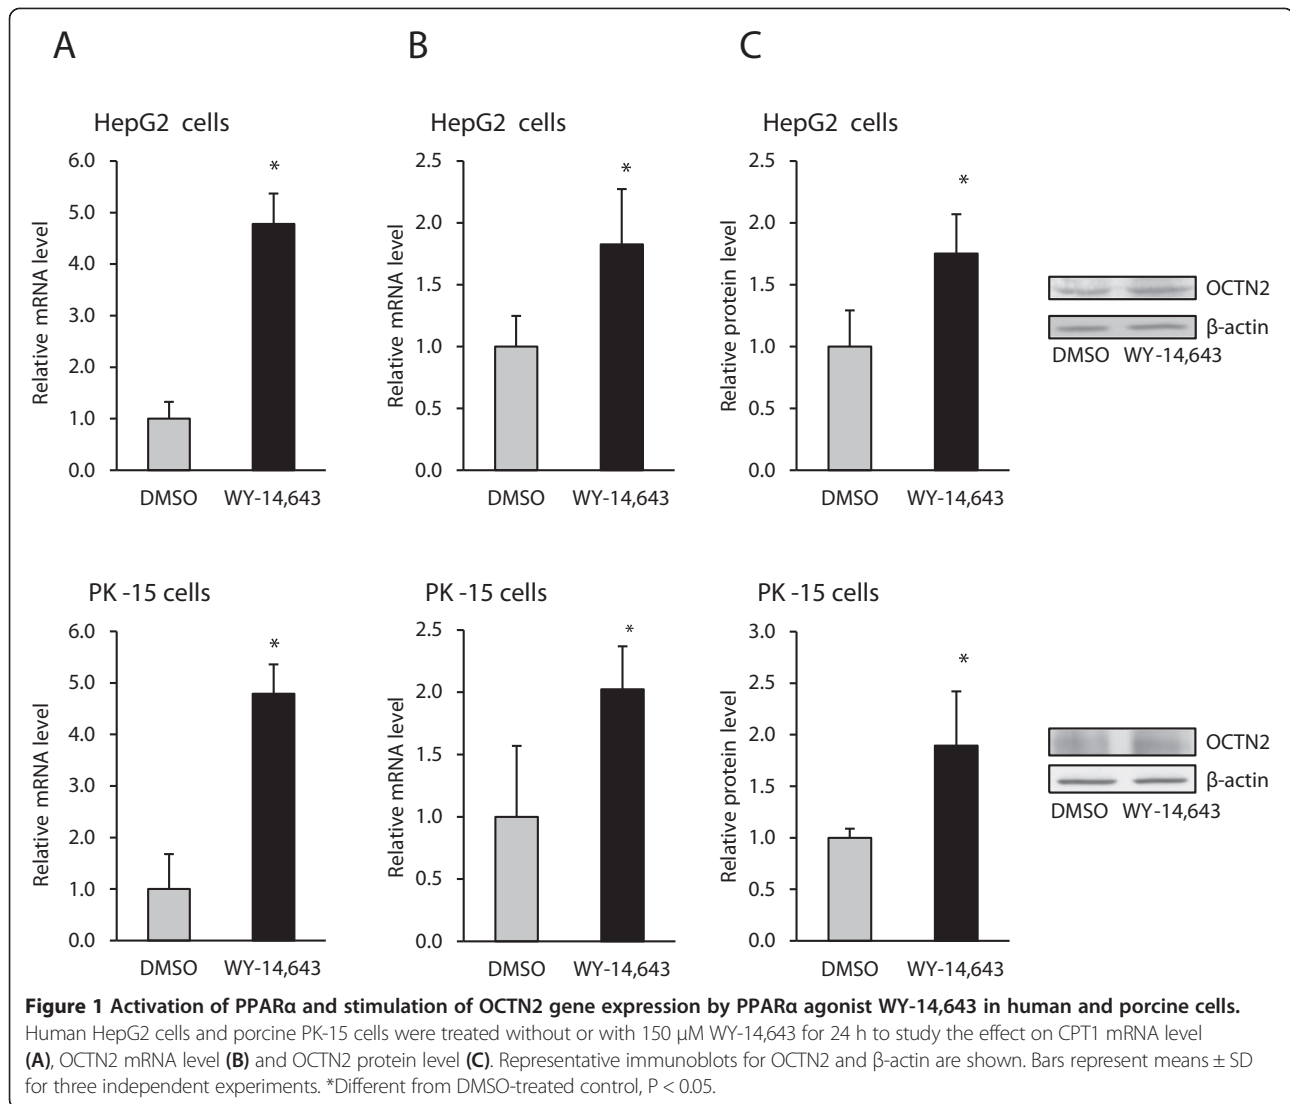 A
B
C
HepG2 cells
6.0
5.0
4.0
3.0
2.0
1.0
0.0
Relative mRNA level
*
DMSO WY-14,643
HepG2 cells
2.5
2.0
1.5
1.0
0.5
0.0
Relative mRNA level
*
DMSO WY-14,643
HepG2 cells
2.5
2.0
1.5
1.0
0.5
0.0
Relative protein level
*
DMSO WY-14,643
OCTN2
β-actin
DMSO WY-14,643
PK -15 cells
6.0
5.0
4.0
3.0
2.0
1.0
0.0
Relative mRNA level
*
DMSO WY-14,643
PK -15 cells
2.5
2.0
1.5
1.0
0.5
0.0
Relative mRNA level
*
DMSO WY-14,643
PK -15 cells
3.0
2.5
2.0
1.5
1.0
0.5
0.0
Relative protein level
*
DMSO WY-14,643
OCTN2
β-actin
DMSO WY-14,643
Figure 1 Activation of PPARα and stimulation of OCTN2 gene expression by PPARα agonist WY-14,643 in human and porcine cells.
Human HepG2 cells and porcine PK-15 cells were treated without or with 150 μM WY-14,643 for 24 h to study the effect on CPT1 mRNA level
(A), OCTN2 mRNA level (B) and OCTN2 protein level (C). Representative immunoblots for OCTN2 and β-actin are shown. Bars represent means ± SD
for three independent experiments. *Different from DMSO-treated control, P < 0.05.